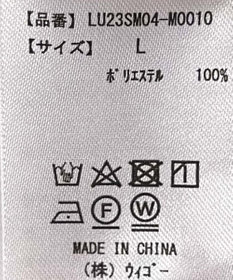 【品番】LU23SM04-M0010
【サイズ】 L
ﾎﾟﾘｴｽﾃﾙ 100%
F W
MADE IN CHINA
(株) ｳｨｺﾞｰ